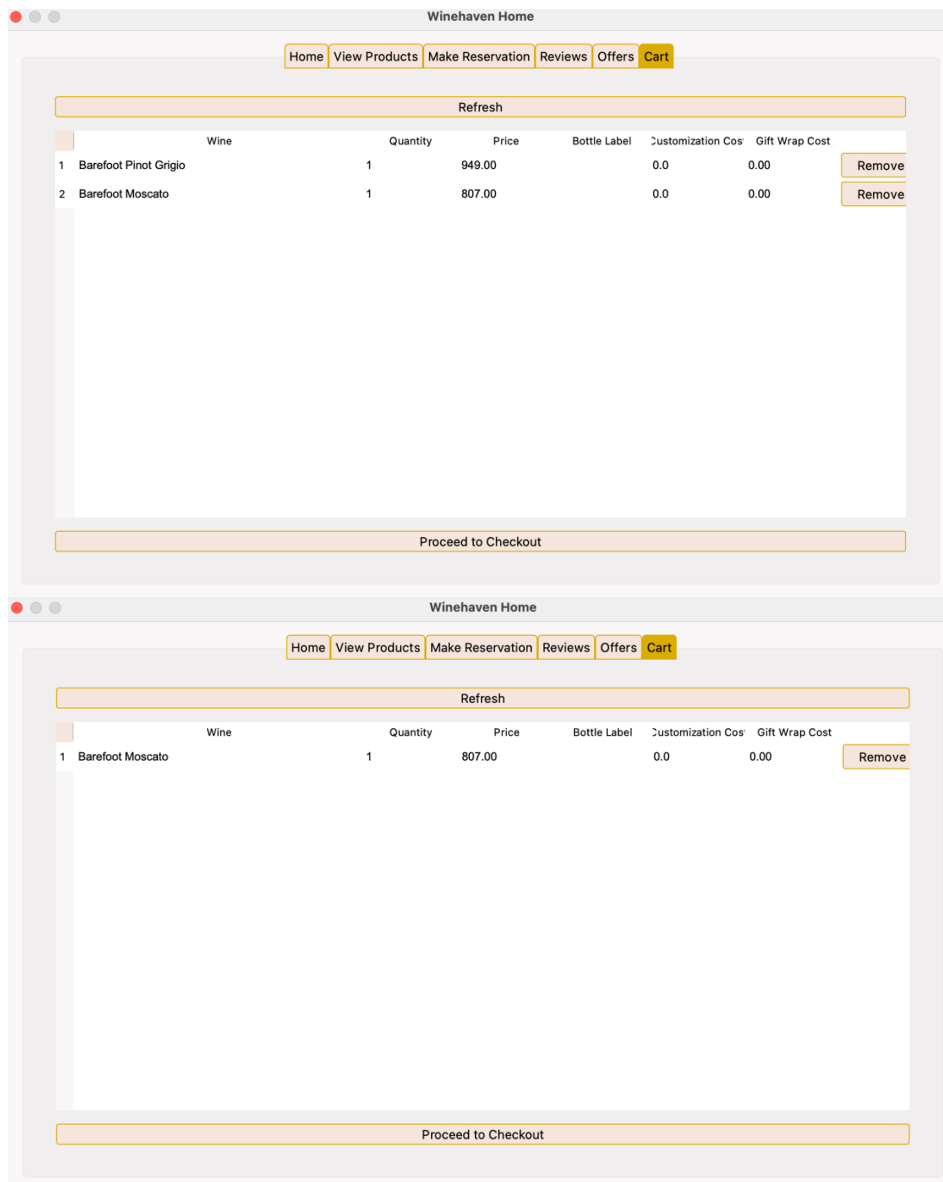 Winehaven Home
Home View Products Make Reservation Reviews Offers Cart
Refresh
Wine Quantity Price Bottle Label Customization Cos Gift Wrap Cost
1 Barefoot Pinot Grigio 1 949.00 0.0 0.00 Remove
2 Barefoot Moscato 1 807.00 0.0 0.00 Remove
Proceed to Checkout
Winehaven Home
Home View Products Make Reservation Reviews Offers Cart
Refresh
Wine Quantity Price Bottle Label Customization Cos Gift Wrap Cost
1 Barefoot Moscato 1 807.00 0.0 0.00 Remove
Proceed to Checkout